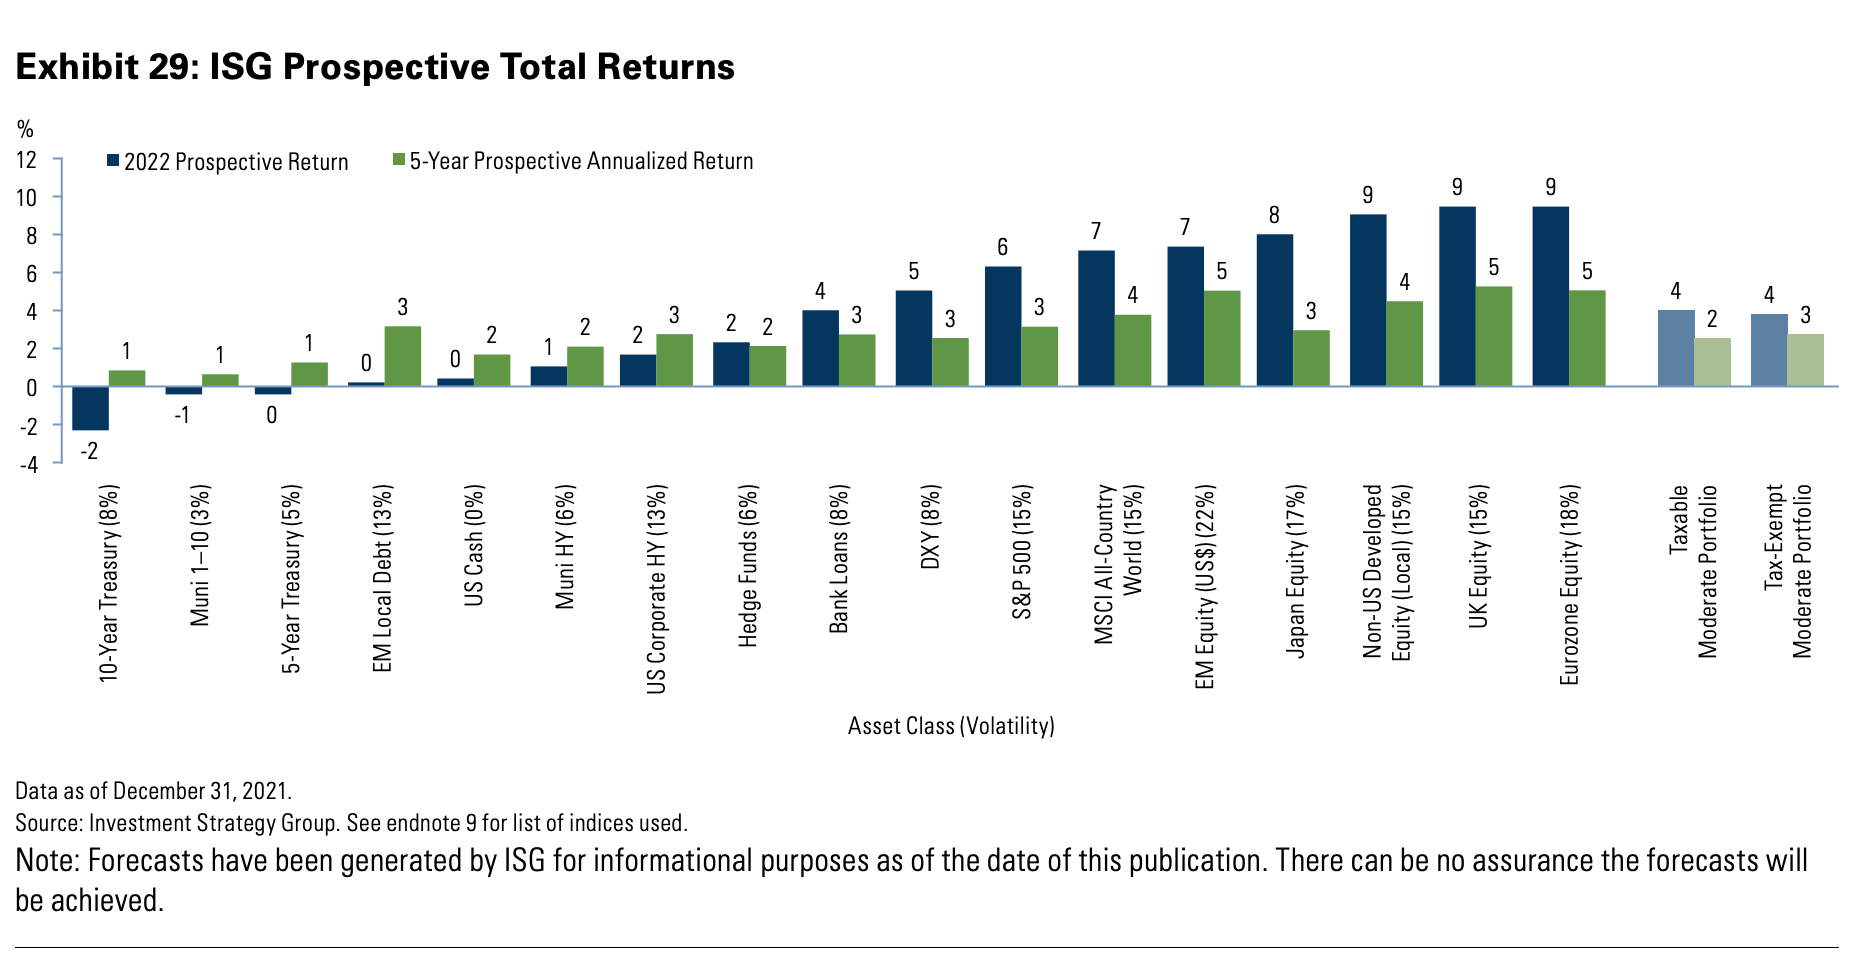 Exhibit 29: ISG Prospective Total Returns
%
12
10
8
6
4
2
0
-2
-4
2022 Prospective Return
5-Year Prospective Annualized Return
-2
1
-1
1
0
1
0
3
0
2
1
2
2
3
2
2
4
3
5
3
6
3
7
4
7
5
8
3
9
4
9
5
9
5
4
2
4
3
10-Year Treasury (8%)
Muni 1–10 (3%)
5-Year Treasury (5%)
EM Local Debt (13%)
US Cash (0%)
Muni HY (6%)
US Corporate HY (13%)
Hedge Funds (6%)
Bank Loans (8%)
DXY (8%)
S&P 500 (15%)
MSCI All-Country
World (15%)
EM Equity (US$) (22%)
Japan Equity (17%)
Non-US Developed
Equity (Local) (15%)
UK Equity (15%)
Eurozone Equity (18%)
Taxable
Moderate Portfolio
Tax-Exempt
Moderate Portfolio
Asset Class (Volatility)
Data as of December 31, 2021.
Source: Investment Strategy Group. See endnote 9 for list of indices used.
Note: Forecasts have been generated by ISG for informational purposes as of the date of this publication. There can be no assurance the forecasts will
be achieved.